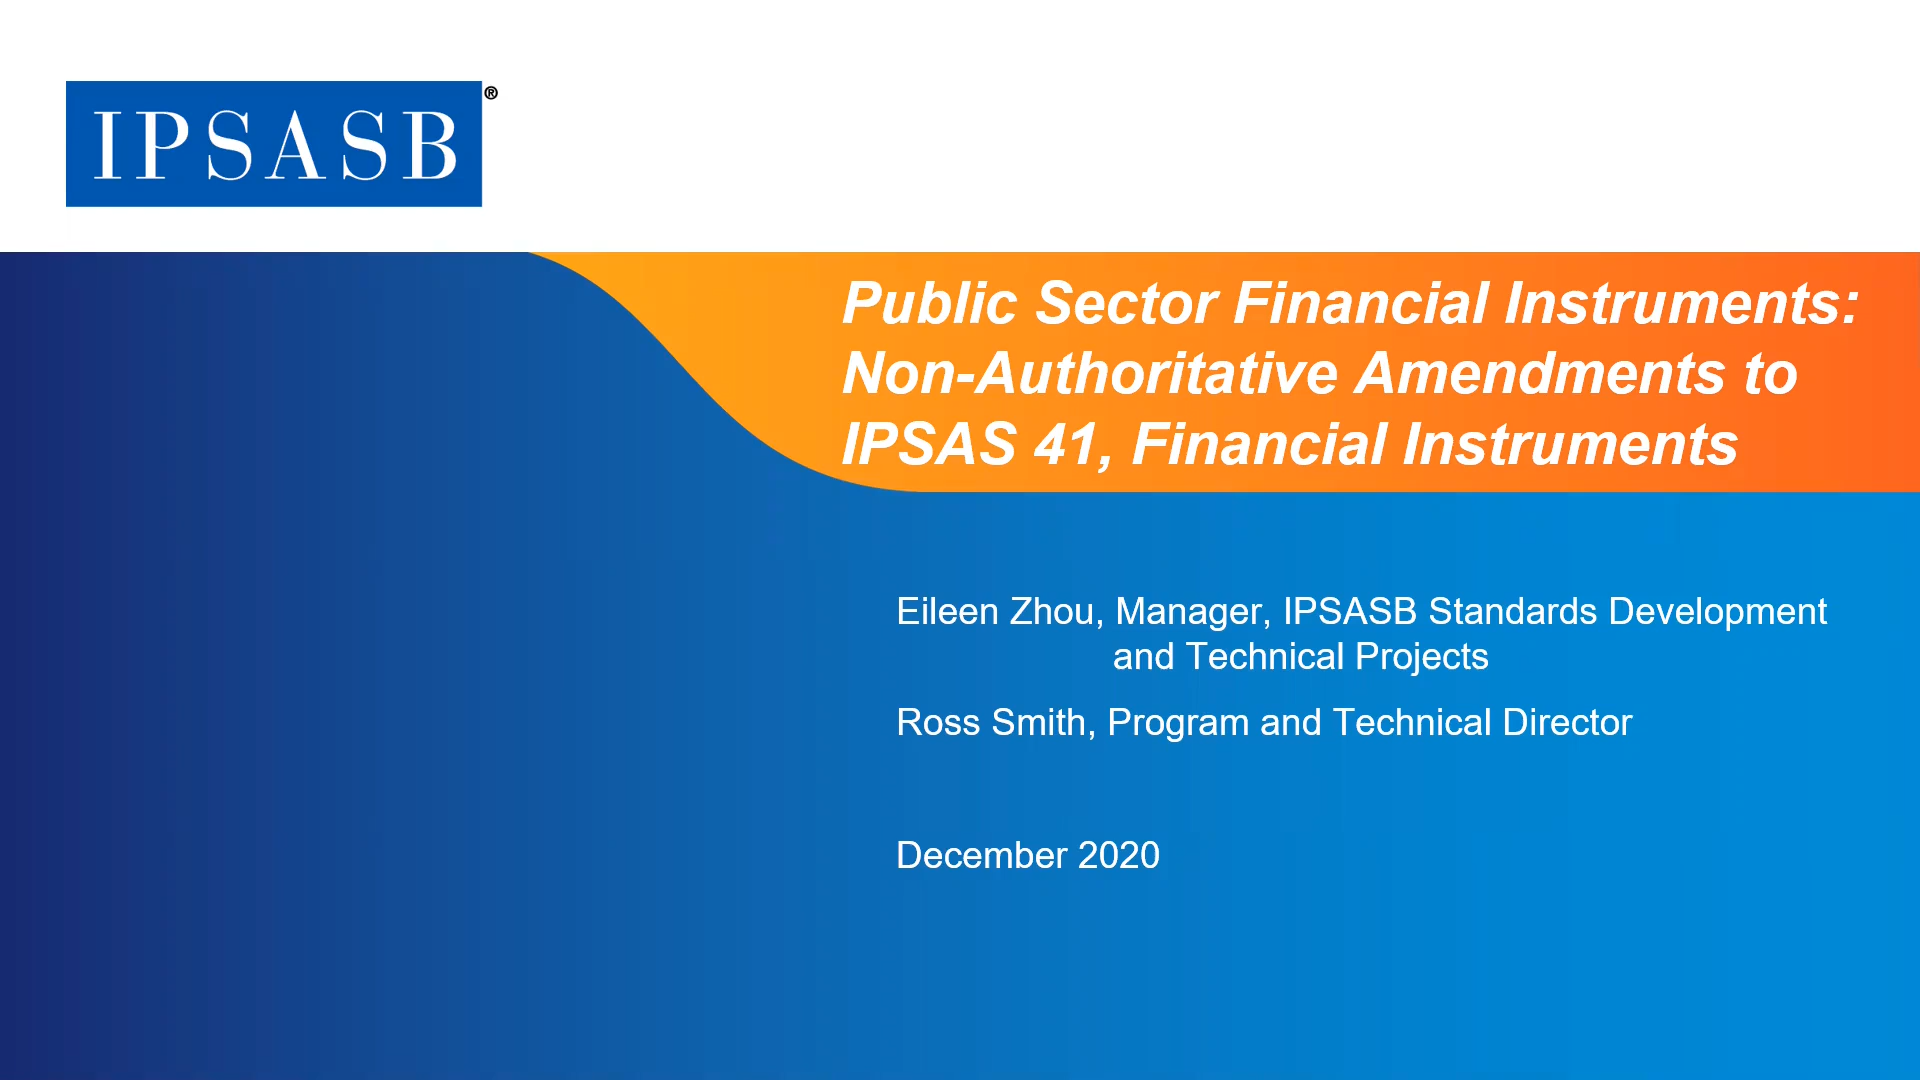 IPSASB®
Public Sector Financial Instruments:
Non-Authoritative Amendments to
IPSAS 41, Financial Instruments
Eileen Zhou, Manager, IPSASB Standards Development
and Technical Projects
Ross Smith, Program and Technical Director
December 2020